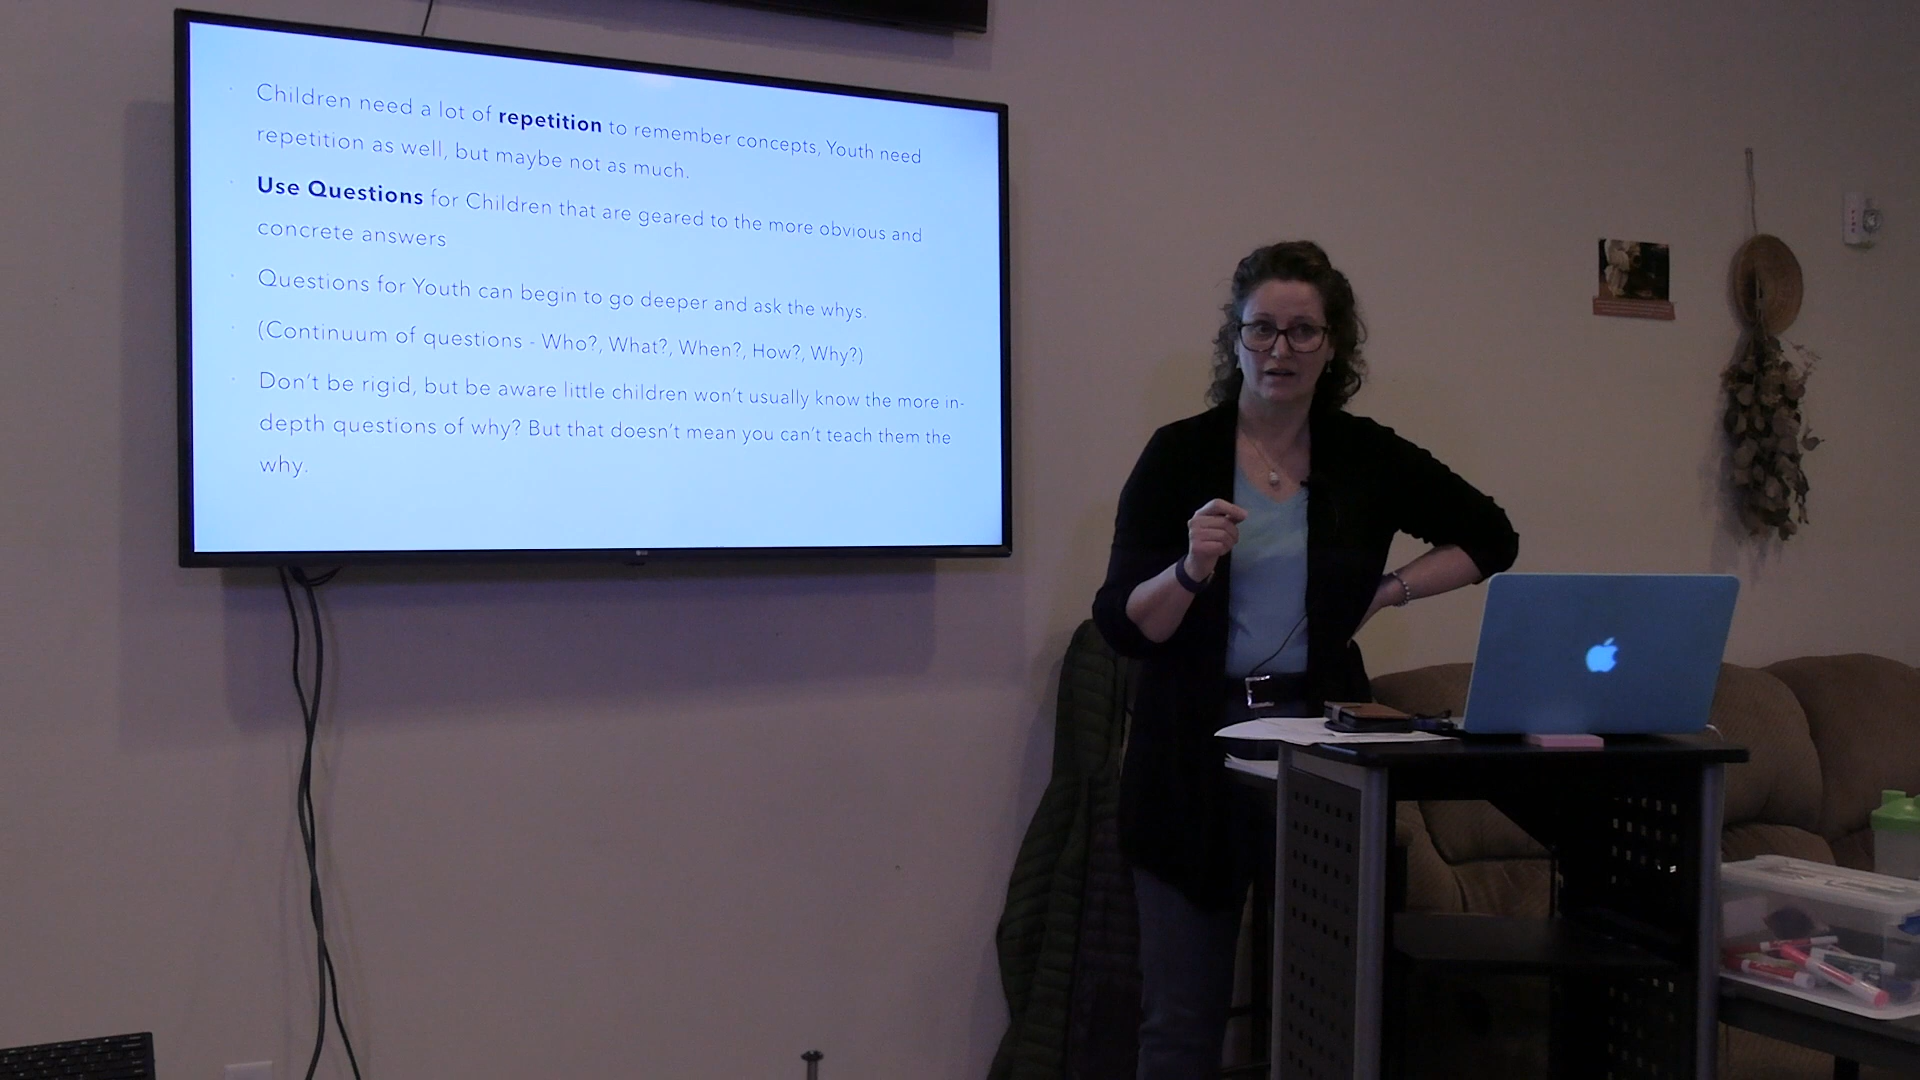 Children need a lot of repetition to remember concepts, Youth need
repetition as well, but maybe not as much.
Use Questions for Children that are geared to the more obvious and
concrete answers
Questions for Youth can begin to go deeper and ask the whys.
(Continuum of questions - Who?, What?, When?, How?, Why?)
Don't be rigid, but be aware little children won't usually know the more in-
depth questions of why? But that doesn't mean you can't teach them the
why.
LG
FIRE